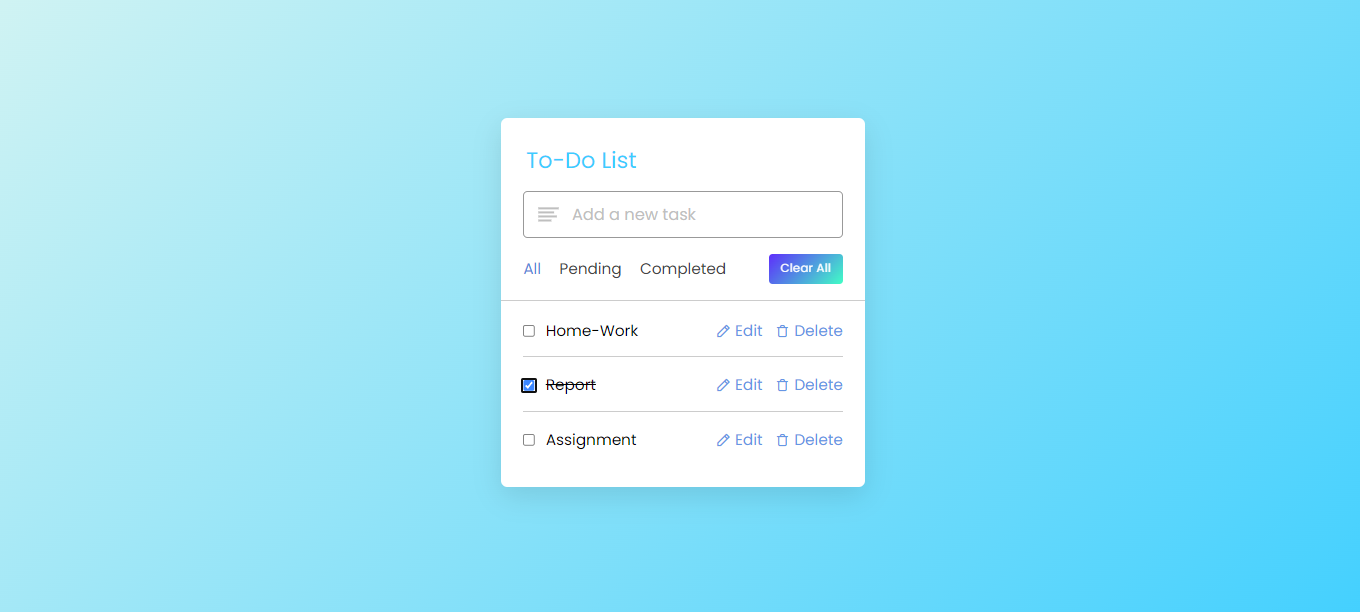 To-Do List
Add a new task
All Pending Completed Clear All
Home-Work Edit Delete
Report Edit Delete
Assignment Edit Delete